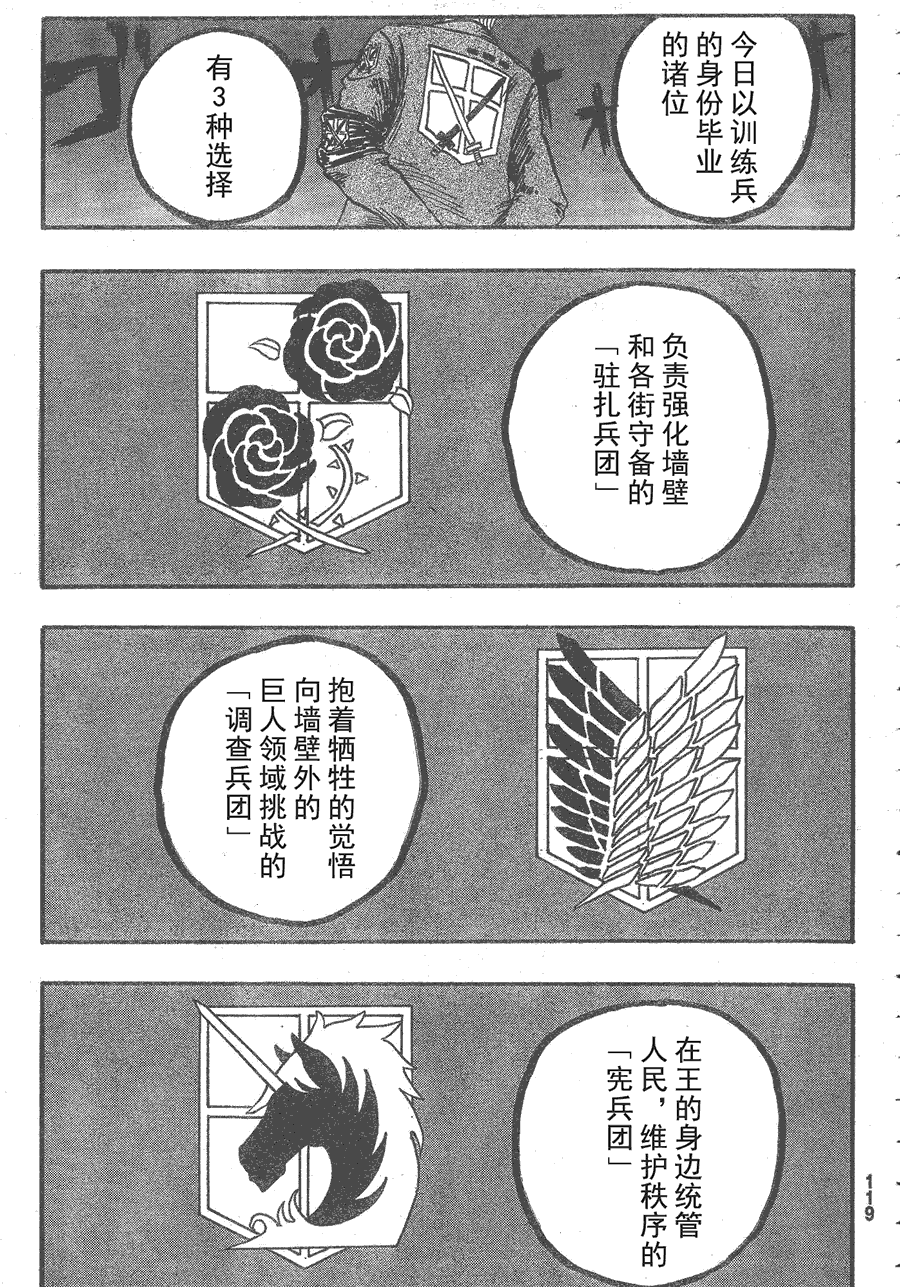 今日以训练兵
的身份毕业
的诸位
有3种选择
负责强化墙壁
和各街守备的
「驻扎兵团」
抱着牺牲的觉悟
向墙壁外的
巨人领域挑战的
「调查兵团」
在王的身边统管
人民，维护秩序的
「宪兵团」
119